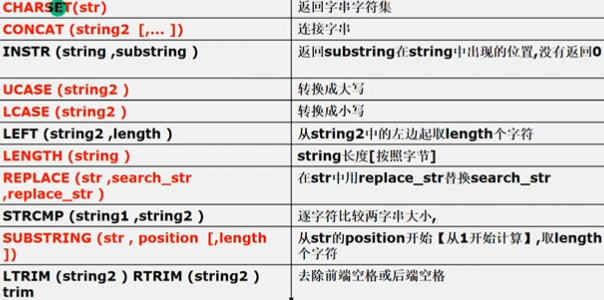 CHARSET(str) 返回字串字符集
CONCAT (string2 [,... ]) 连接字串
INSTR (string ,substring ) 返回substring在string中出现的位置,没有返回0
UCASE (string2 ) 转换成大写
LCASE (string2 ) 转换成小写
LEFT (string2 ,length ) 从string2中的左边起取length个字符
LENGTH (string ) string长度[按照字节]
REPLACE (str ,search_str 在str中用replace_str替换search_str
,replace_str )
STRCMP (string1 ,string2 ) 逐字符比较两字串大小,
SUBSTRING (str , position [,length 从str的position开始【从1开始计算】,取length
]) 个字符
LTRIM (string2 ) RTRIM (string2 ) 去除前端空格或后端空格
trim